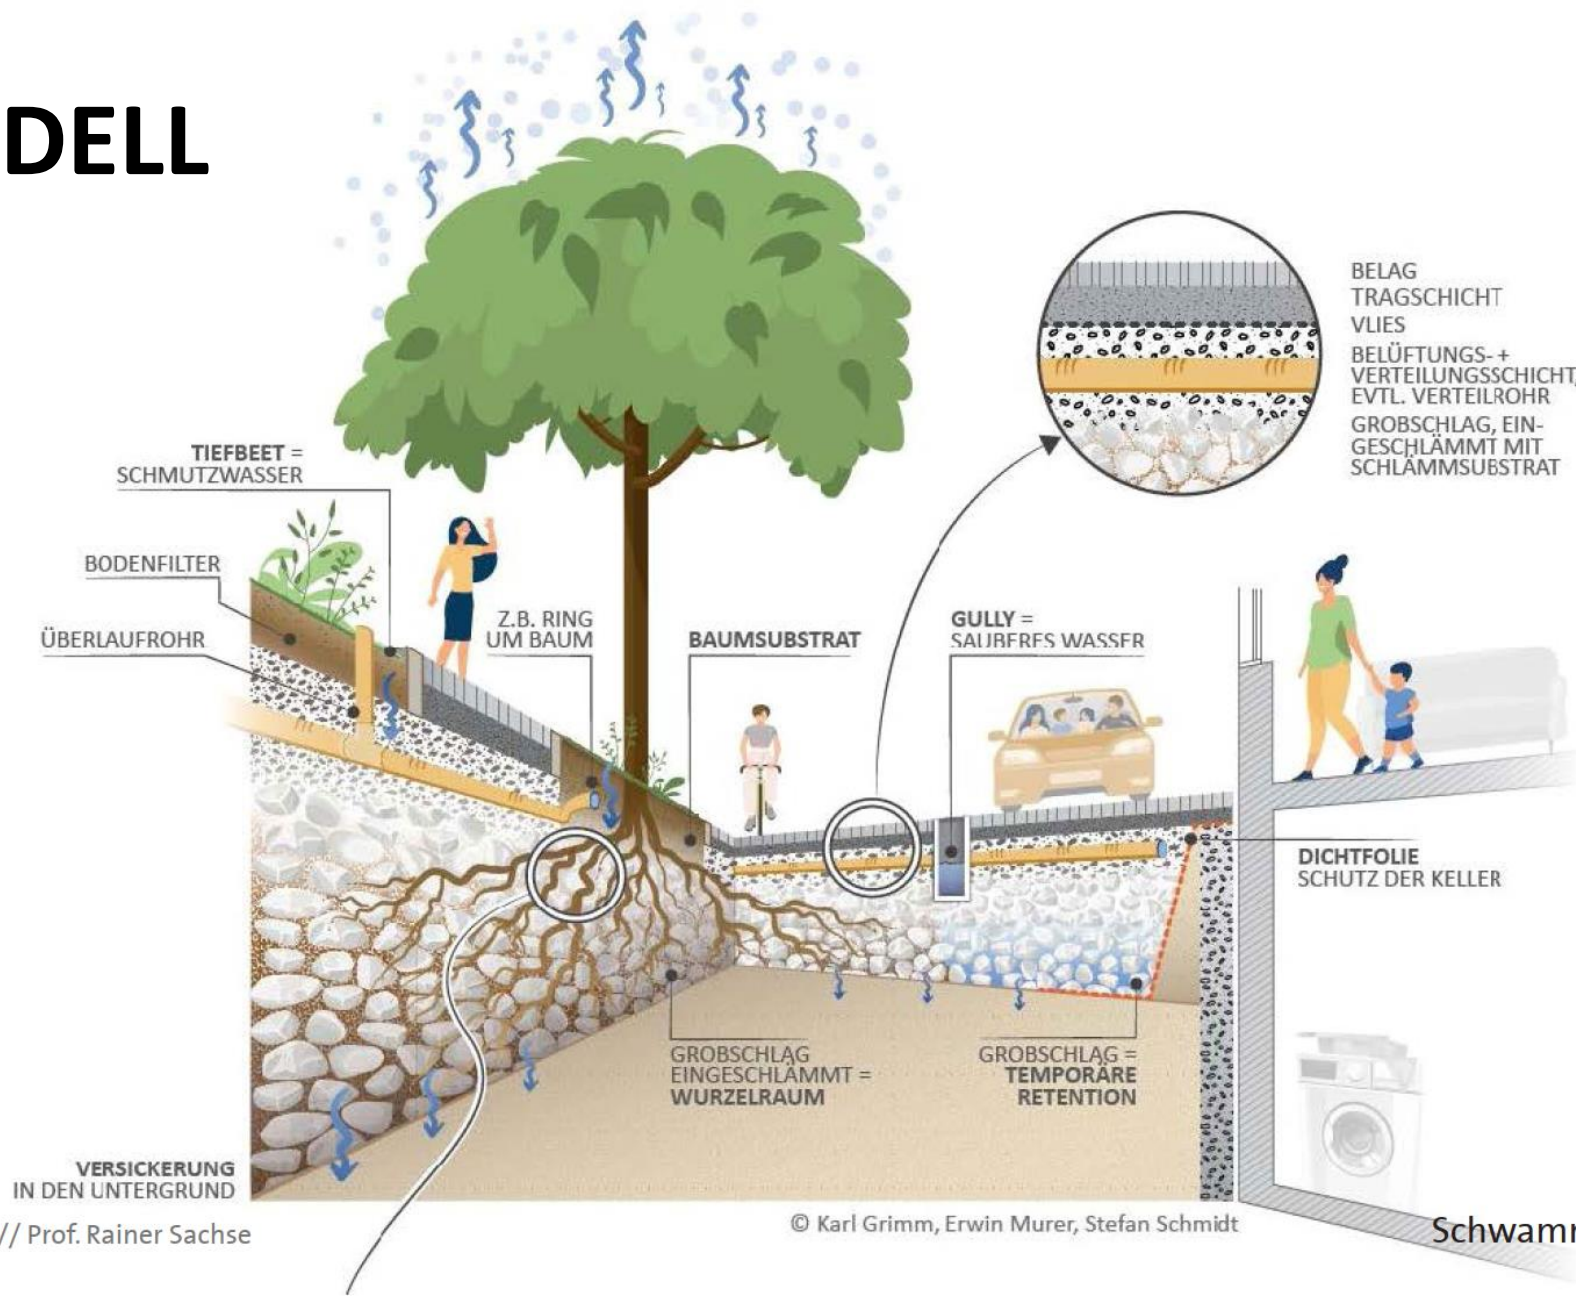 DELL
BELAG
TRAGSCHICHT
VLIES
BELÜFTUNGS- +
VERTEILUNGSSCHICHT,
EVTL. VERTEILROHR
GROBSCHLAG, EIN-
GESCHLÄMMT MIT
SCHLÄMMSUBSTRAT
TIEFBEET =
SCHMUTZWASSER
BODENFILTER
ÜBERLAUFROHR
Z.B. RING
UM BAUM
BAUMSUBSTRAT
GULLY =
SAUBERES WASSER
DICHTFOLIE
SCHUTZ DER KELLER
GROBSCHLAG
EINGESCHLÄMMT =
WURZELRAUM
GROBSCHLAG =
TEMPORÄRE
RETENTION
VERSICKERUNG
IN DEN UNTERGRUND
// Prof. Rainer Sachse
© Karl Grimm, Erwin Murer, Stefan Schmidt
Schwamm